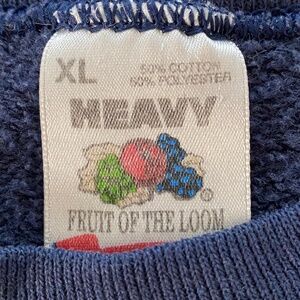 XL
50% COTTON
50% POLYESTER
HEAVY
®
FRUIT OF THE LOOM